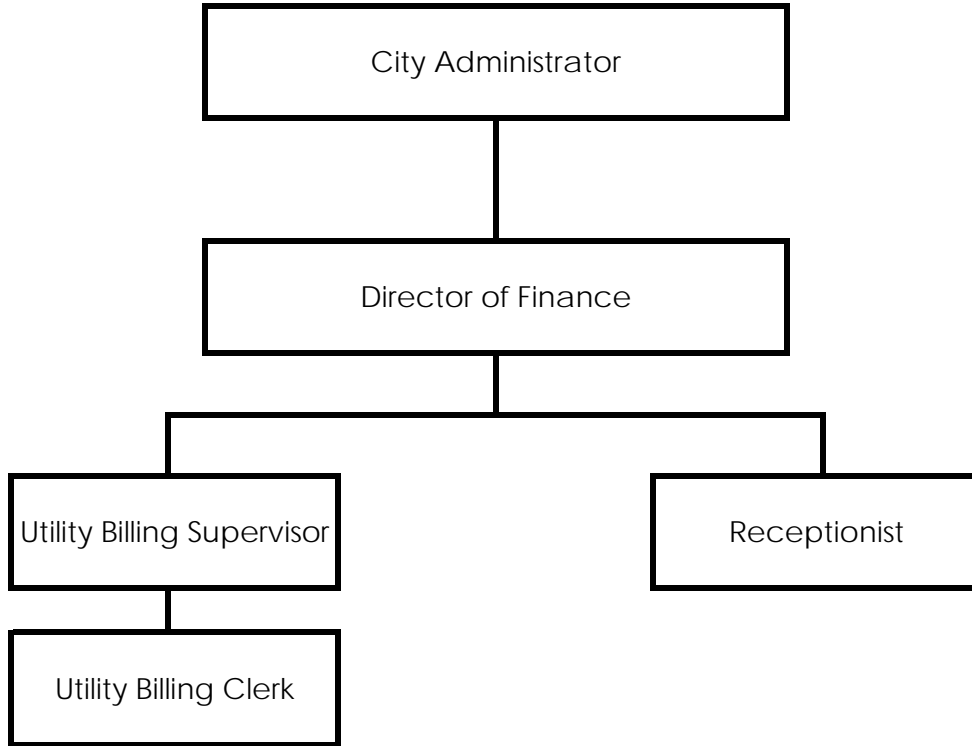 City Administrator
Director of Finance
Utility Billing Supervisor
Receptionist
Utility Billing Clerk